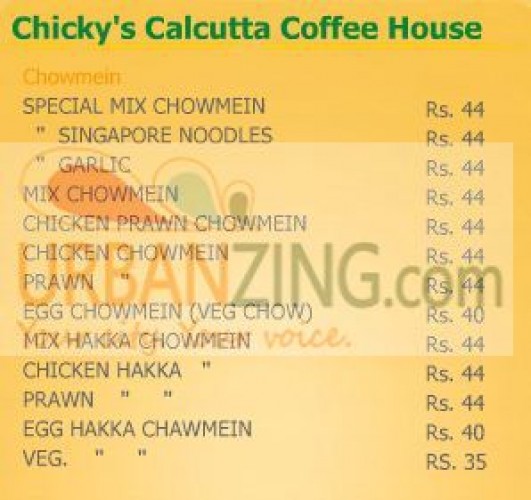 Chicky's Calcutta Coffee House
Chowmein
SPECIAL MIX CHOWMEIN Rs. 44
" SINGAPORE NOODLES Rs. 44
" GARLIC Rs. 44
MIX CHOWMEIN Rs. 44
CHICKEN PRAWN CHOWMEIN Rs. 44
CHICKEN CHOWMEIN Rs. 44
PRAWN " Rs. 44
URBANZING.com
EGG CHOWMEIN (VEG CHOW) Rs. 40
Your city. Your voice.
MIX HAKKA CHOWMEIN Rs. 44
CHICKEN HAKKA " Rs. 44
PRAWN " " Rs. 44
EGG HAKKA CHAWMEIN Rs. 40
VEG. " " RS. 35